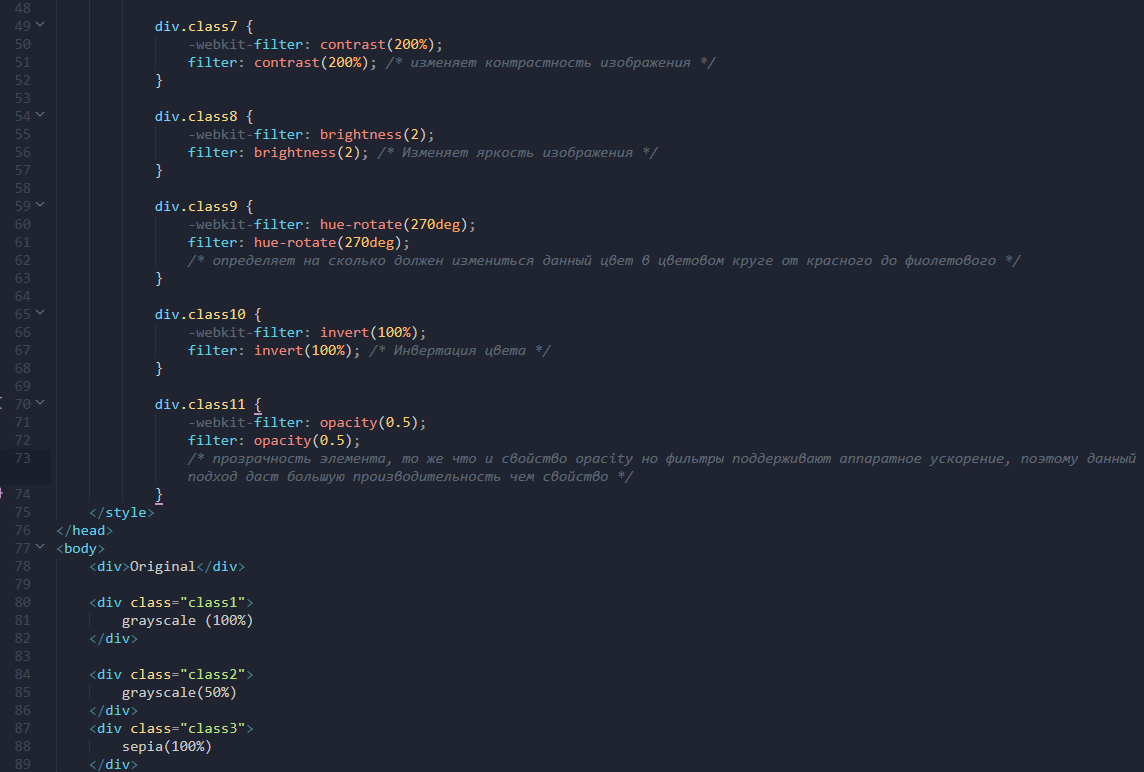 48
49 div.class7 {
50 -webkit-filter: contrast(200%);
51 filter: contrast(200%); /* изменяет контрастность изображения */
52 }
53
54 div.class8 {
55 -webkit-filter: brightness(2);
56 filter: brightness(2); /* Изменяет яркость изображения */
57 }
58
59 div.class9 {
60 -webkit-filter: hue-rotate(270deg);
61 filter: hue-rotate(270deg);
62 /* определяет на сколько должен измениться данный цвет в цветовом круге от красного до фиолетового */
63 }
64
65 div.class10 {
66 -webkit-filter: invert(100%);
67 filter: invert(100%); /* Инвертация цвета */
68 }
69
70 div.class11 {
71 -webkit-filter: opacity(0.5);
72 filter: opacity(0.5);
73 /* прозрачность элемента, то же что и свойство opacity но фильтры поддерживают аппаратное ускорение, поэтому данный
подход даст большую производительность чем свойство */
74 }
75 </style>
76 </head>
77 <body>
78 <div>Original</div>
79
80 <div class="class1">
81 grayscale (100%)
82 </div>
83
84 <div class="class2">
85 grayscale(50%)
86 </div>
87 <div class="class3">
88 sepia(100%)
89 </div>